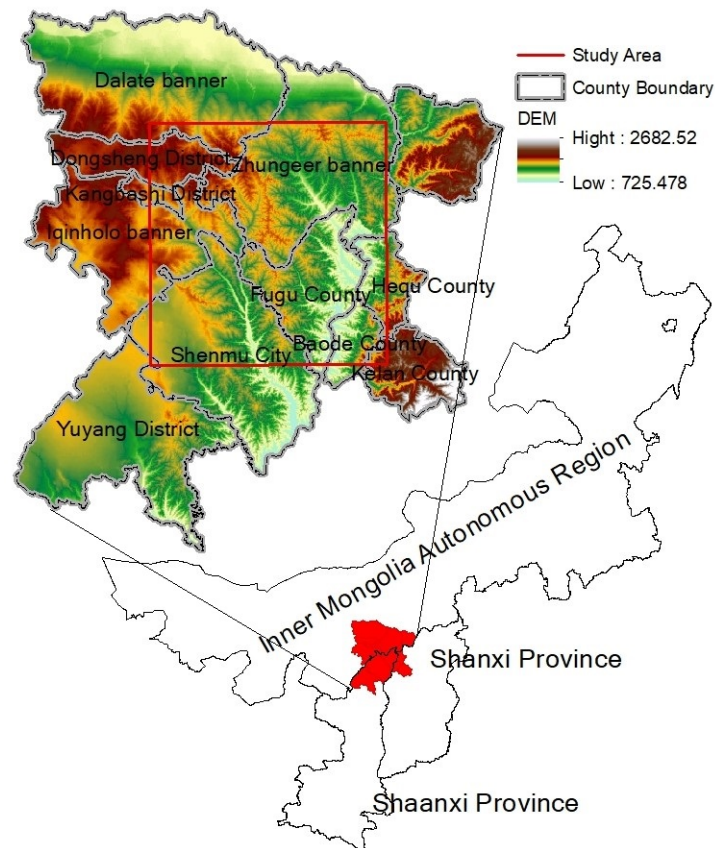 Dalate banner
Study Area
County Boundary
DEM
Hight : 2682.52
Low : 725.478
Dongsheng District
Zhungeer banner
Kangbashi District
Iqinholo banner
Hequ County
Fugu County
Baode County
Shenmu City
Kelan County
Yuyang District
Inner Mongolia Autonomous Region
Shanxi Province
Shaanxi Province